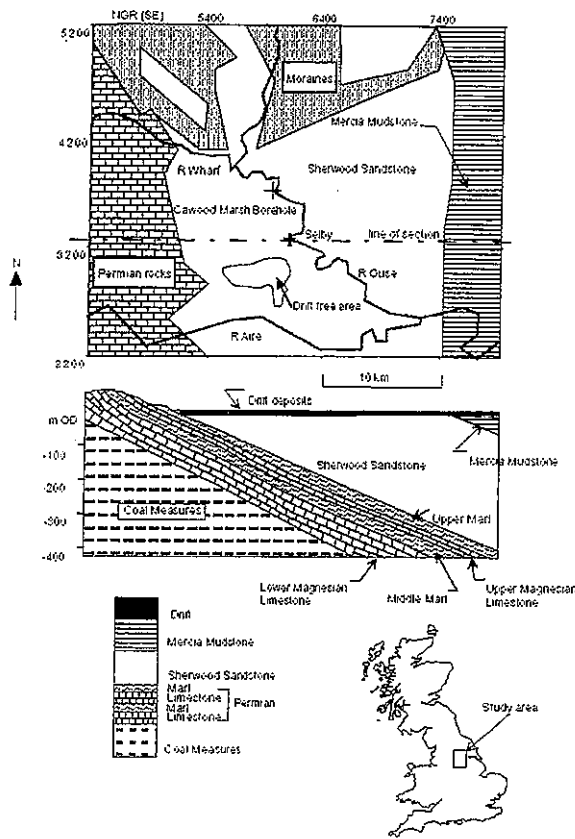 NGR (SE) 5400 6400 7400
5200
Moraines
Mercia Mudstone
4200
R Wharf
Sherwood Sandstone
Cawood Marsh Borehole
Selby
line of section
3200
Permian rocks
R Ouse
N
Drift free area
R Aire
2200
10 km
Drift deposits
m OD
-100
Sherwood Sandstone
Mercia Mudstone
-200
Coal Measures
Upper Marl
-300
-400
Lower Magnesian
Limestone
Middle Marl
Upper Magnesian
Limestone
Drift
Mercia Mudstone
Sherwood Sandstone
Marl
Limestone
Marl
Limestone
Permian
Coal Measures
Study area